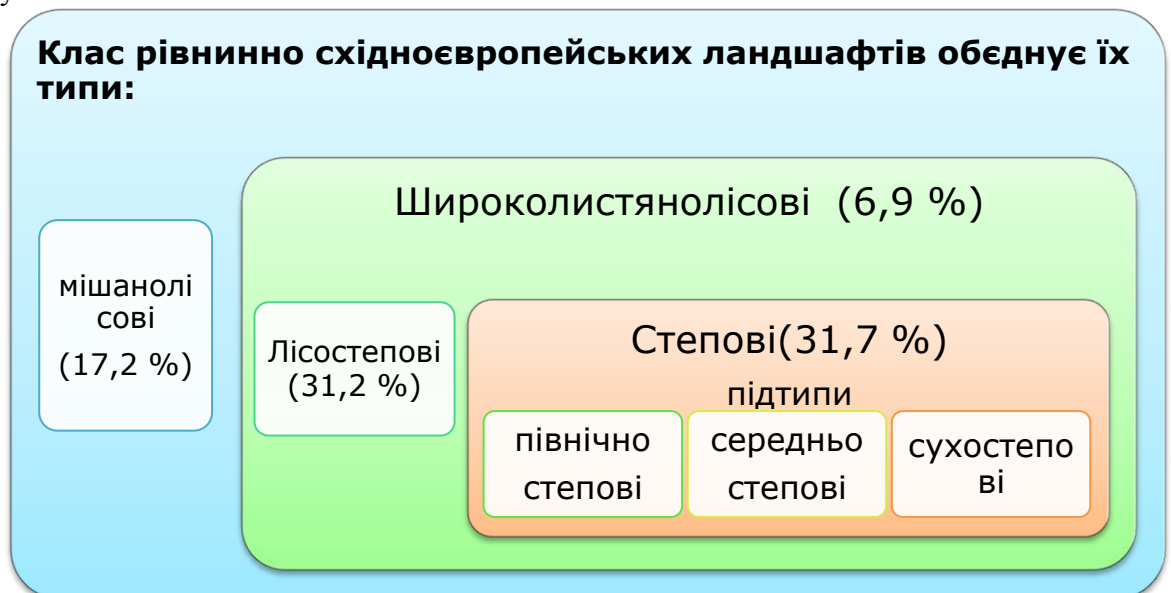 Клас рівнинно східноєвропейських ландшафтів обєднує їх
типи:
Широколистянолісові (6,9 %)
мішанолі
сові
(17,2 %)
Лісостепові
(31,2 %)
Степові(31,7 %)
підтипи
північно
степові
середньо
степові
сухостепо
ві